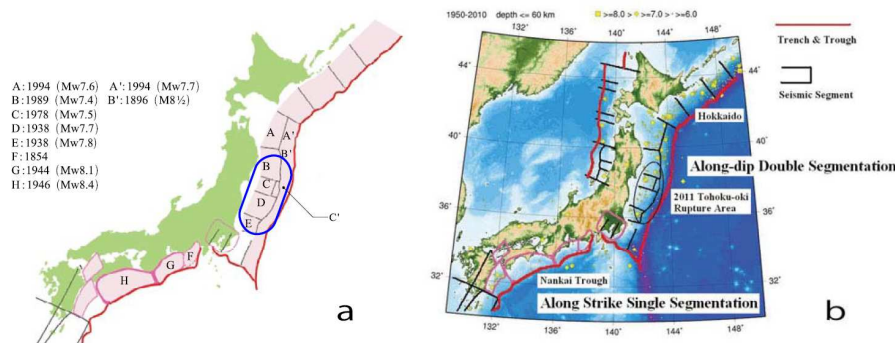 A:1994 (Mw7.6) A':1994 (Mw7.7)
B:1989 (Mw7.4) B':1896 (M8½)
C:1978 (Mw7.5)
D:1938 (Mw7.7)
E:1938 (Mw7.8)
F:1854
G:1944 (Mw8.1)
H:1946 (Mw8.4)
A
A'
B'
B
C
D
C'
E
F
G
H
a
1950-2010 depth <= 60 km >=8.0 >=7.0 >=6.0
132° 136° 140° 144° 148°
Trench & Trough
Seismic Segment
44°
44°
Hokkaido
40°
40°
Along-dip Double Segmentation
2011 Tohoku-oki
Rupture Area
36°
36°
32°
32°
Nankai Trough
Along Strike Single Segmentation
132° 136° 140° 144° 148°
b